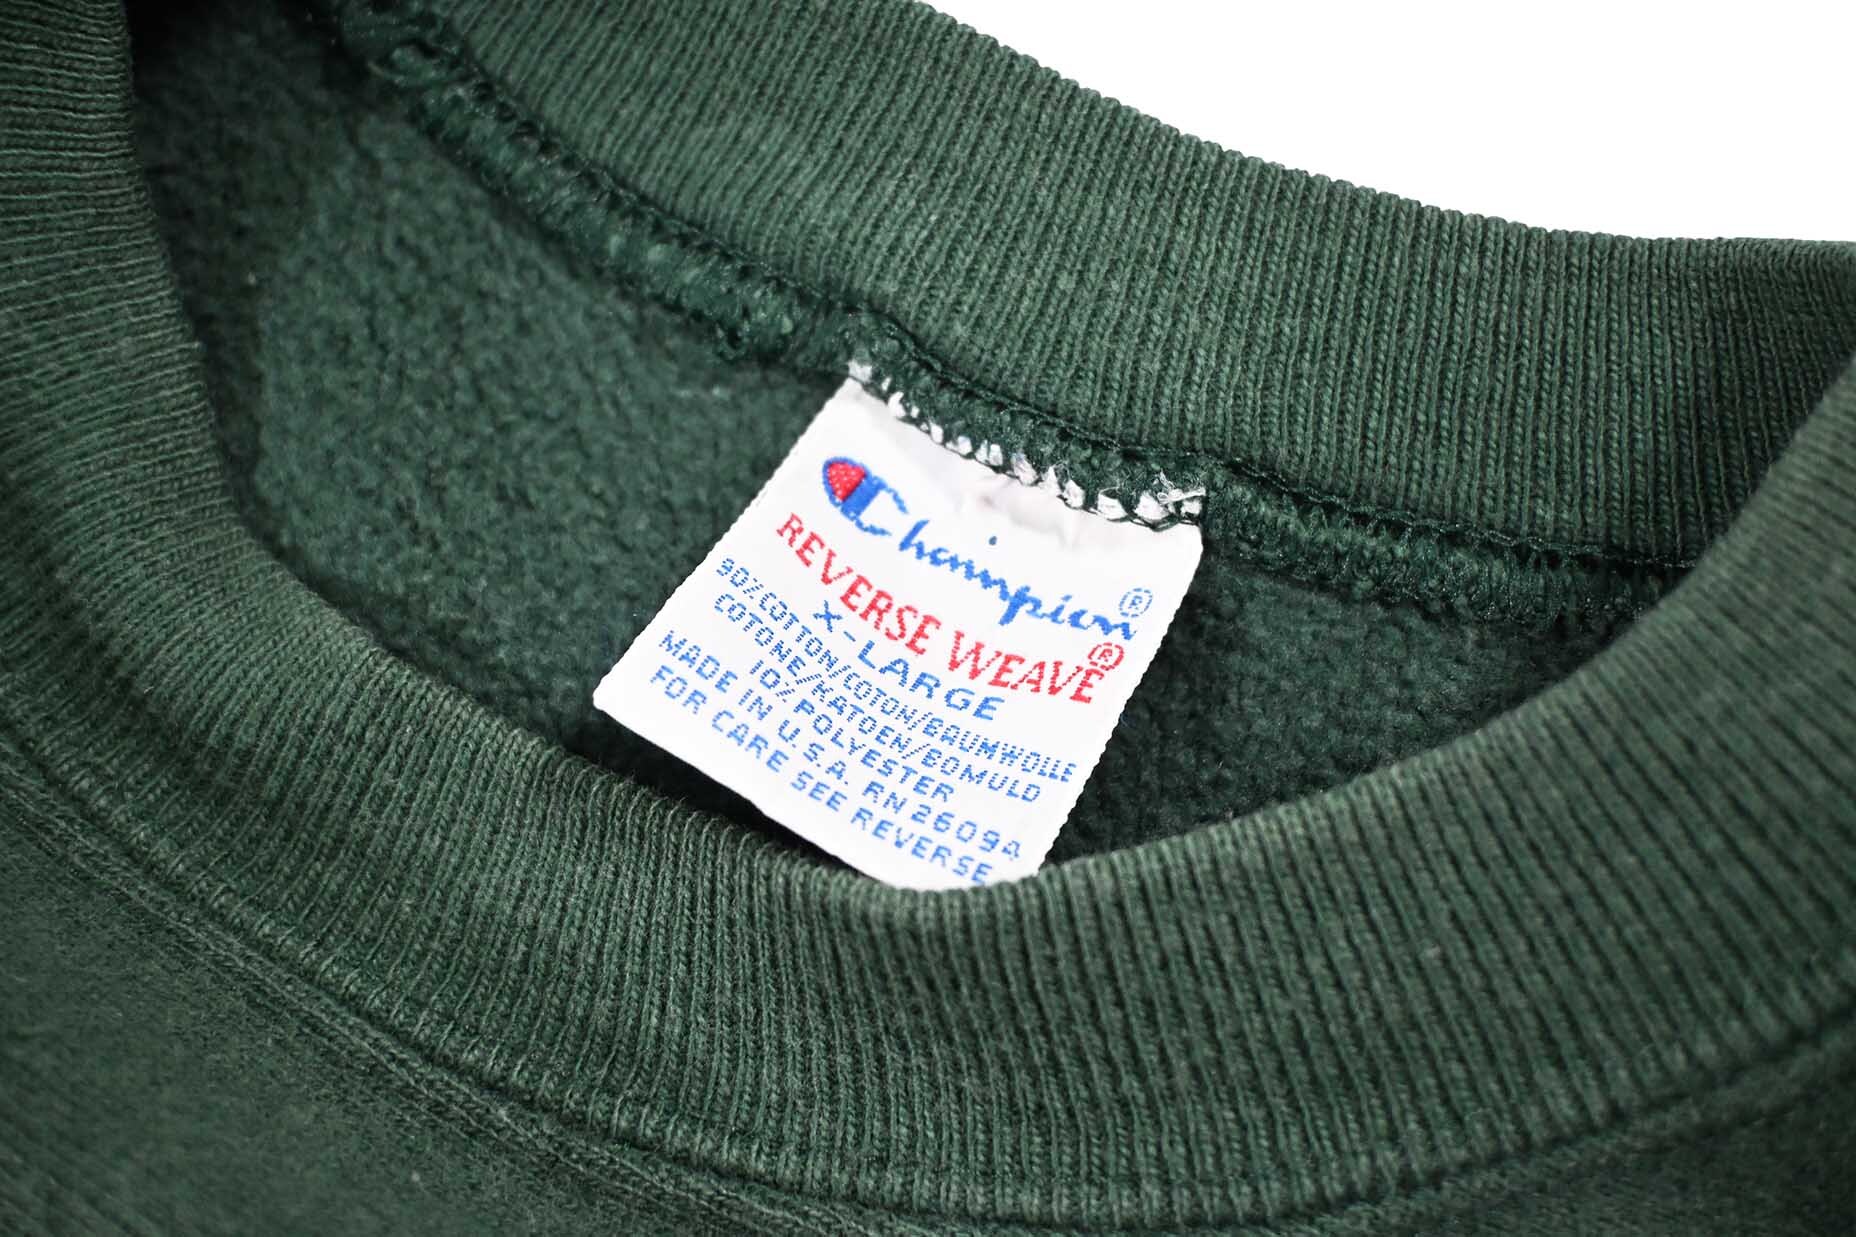 Champion®
REVERSE WEAVE®
X-LARGE
90% COTTON/COTON/BAUMWOLLE
COTONE/KATOEN/BOMULD
10% POLYESTER
MADE IN U.S.A. RN 26094
FOR CARE SEE REVERSE